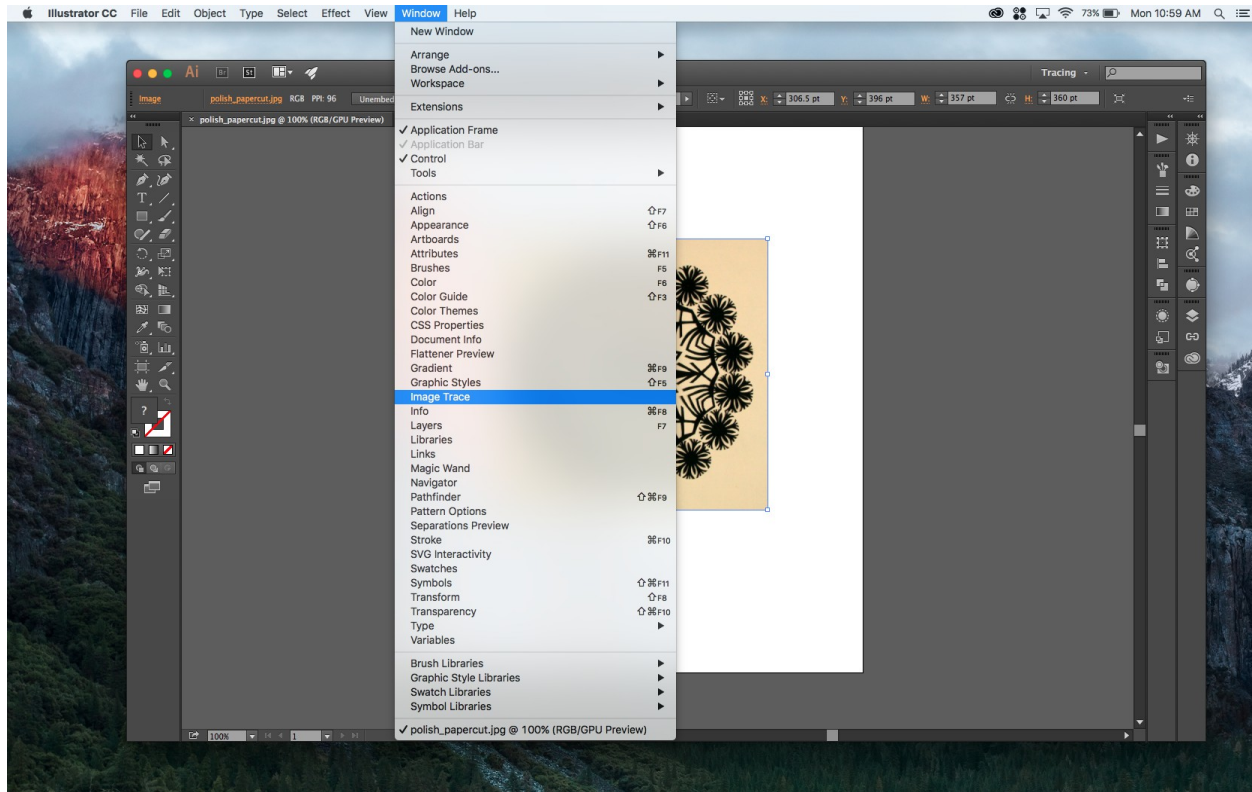 Illustrator CC File Edit Object Type Select Effect View Window Help 73% Mon 10:59 AM
New Window
Arrange
Browse Add-ons...
Workspace
Extensions
✓ Application Frame
✓ Application Bar
✓ Control
Tools
Actions
Align ⇧F7
Appearance ⇧F6
Artboards
Attributes ⌘F11
Brushes F5
Color F6
Color Guide ⇧F3
Color Themes
CSS Properties
Document Info
Flattener Preview
Gradient ⌘F9
Graphic Styles ⇧F5
Image Trace
Info ⌘F8
Layers F7
Libraries
Links
Magic Wand
Navigator
Pathfinder ⇧⌘F9
Pattern Options
Separations Preview
Stroke ⌘F10
SVG Interactivity
Swatches
Symbols ⇧⌘F11
Transform ⇧F8
Transparency ⇧⌘F10
Type
Variables
Brush Libraries
Graphic Style Libraries
Swatch Libraries
Symbol Libraries
✓ polish_papercut.jpg @ 100% (RGB/GPU Preview)
Ai Br St Tracing
Image polish_papercut.jpg RGB PPI: 96 Unembed X: 306.5 pt Y: 396 pt W: 357 pt H: 360 pt
× polish_papercut.jpg @ 100% (RGB/GPU Preview)
T
?
100% 1